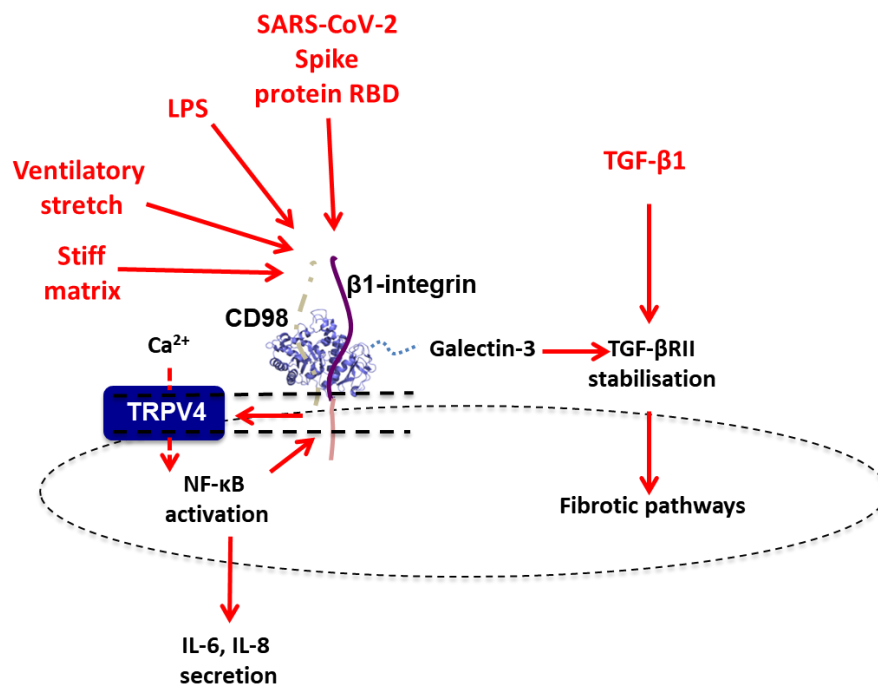 SARS-CoV-2
Spike
protein RBD
LPS
TGF-β1
Ventilatory
stretch
Stiff
matrix
β1-integrin
CD98
Ca²⁺
Galectin-3
TGF-βRII
stabilisation
TRPV4
NF-κB
activation
Fibrotic pathways
IL-6, IL-8
secretion